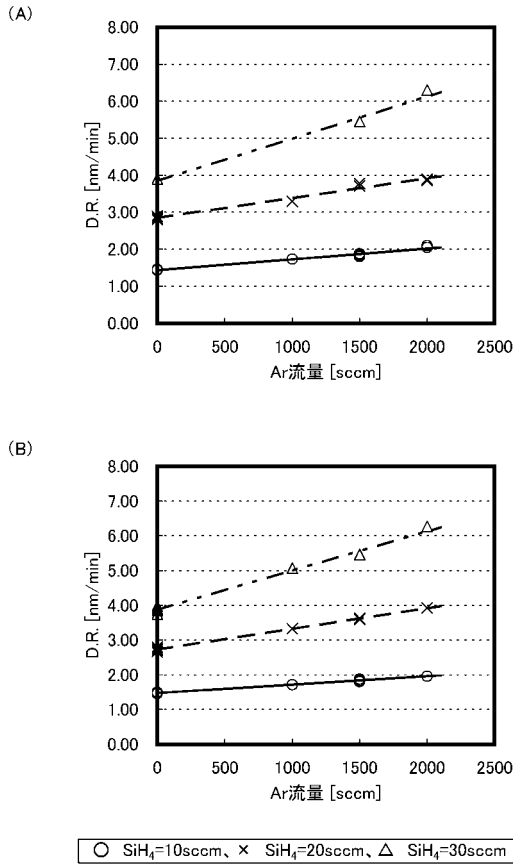 (A)
8.00
7.00
6.00
5.00
4.00
3.00
2.00
1.00
0.00
D.R. [nm/min]
0 500 1000 1500 2000 2500
Ar流量 [sccm]
(B)
8.00
7.00
6.00
5.00
4.00
3.00
2.00
1.00
0.00
D.R. [nm/min]
0 500 1000 1500 2000 2500
Ar流量 [sccm]
○ SiH₄=10sccm、× SiH₄=20sccm、△ SiH₄=30sccm